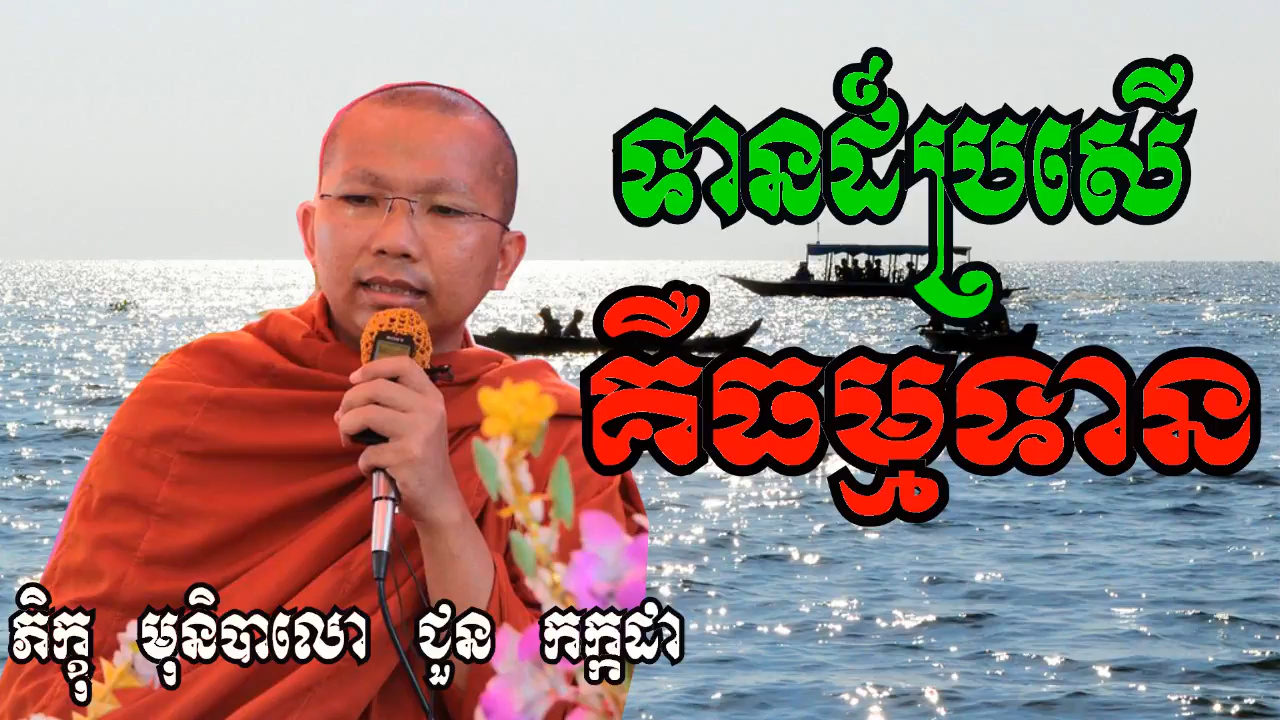 ទានដ៏ប្រសើ
គឺធម្មទាន
ភិក្ខុ មុនិបាលោ ជួន កក្កដា